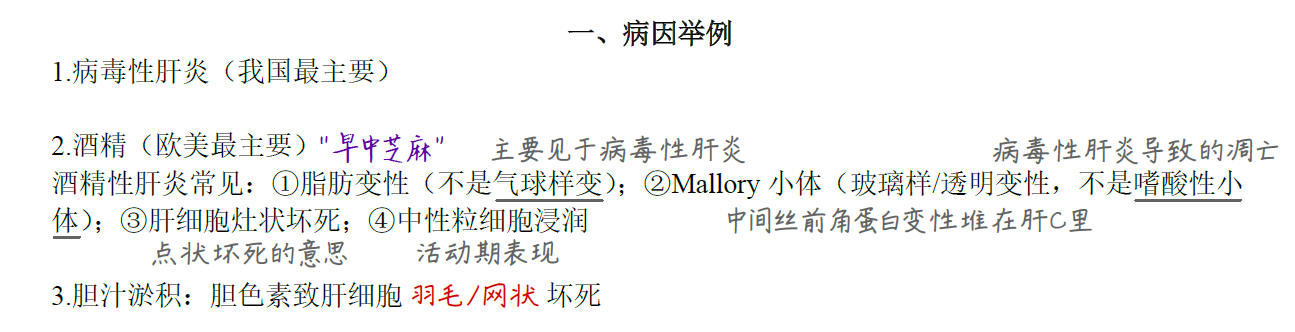 一、病因举例
1.病毒性肝炎（我国最主要）
2.酒精（欧美最主要）"早中芝麻" 主要见于病毒性肝炎 病毒性肝炎导致的凋亡
酒精性肝炎常见：①脂肪变性（不是气球样变）；②Mallory 小体（玻璃样/透明变性，不是嗜酸性小
体）；③肝细胞灶状坏死；④中性粒细胞浸润 中间丝前角蛋白变性堆在肝C里
点状坏死的意思 活动期表现
3.胆汁淤积：胆色素致肝细胞 羽毛/网状 坏死